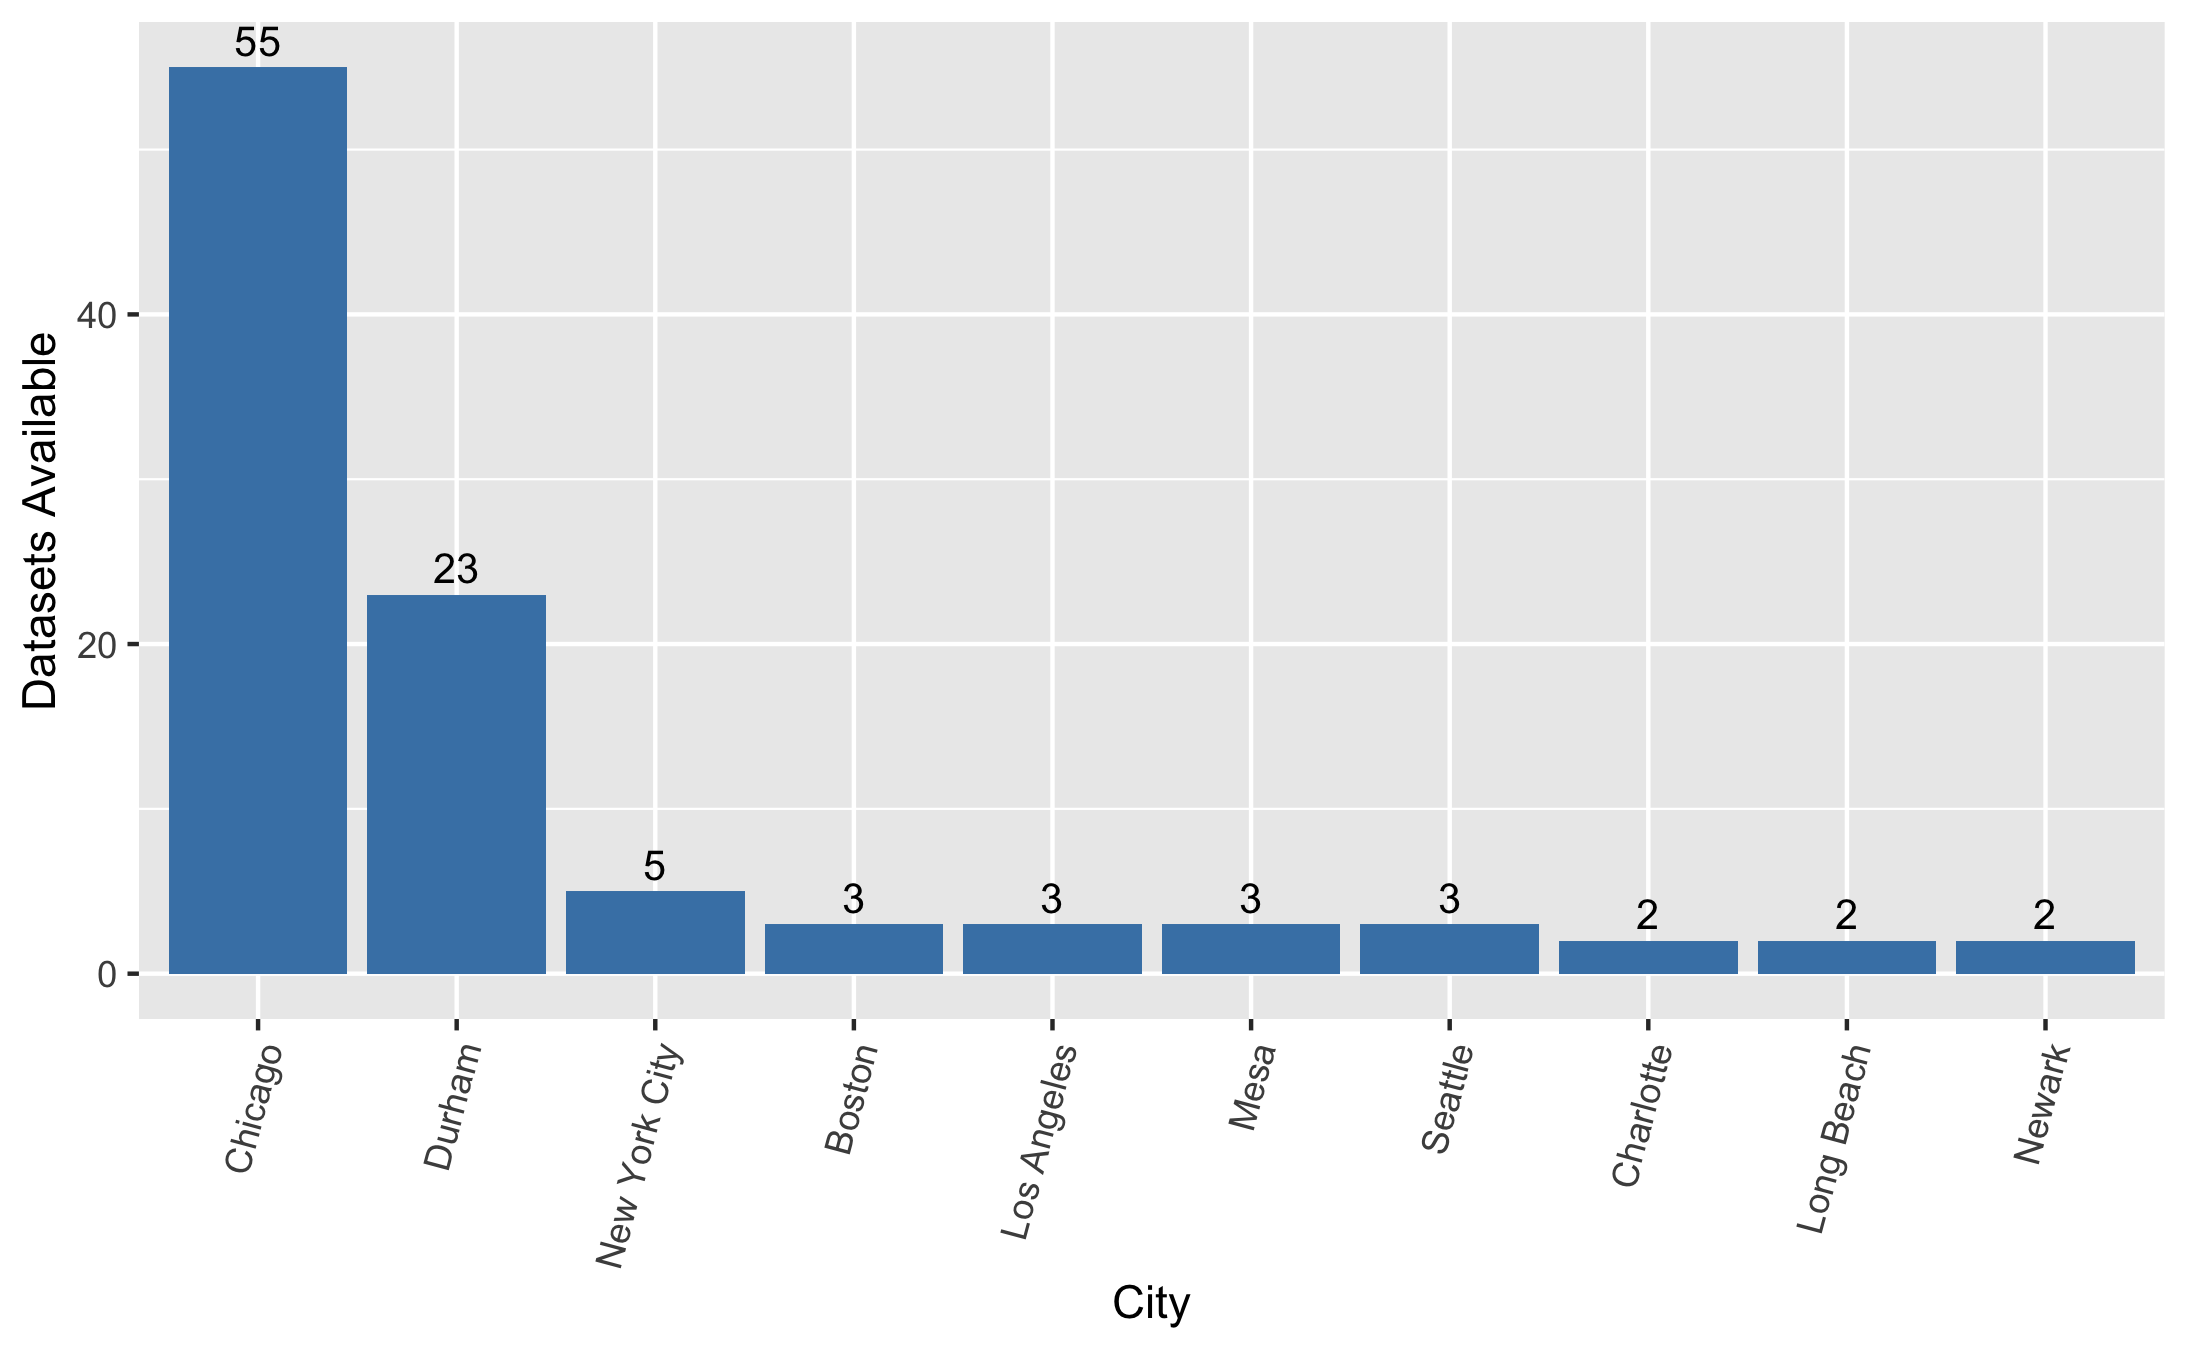 55
23
5
3
3
3
3
2
2
2
40
20
0
Datasets Available
Chicago
Durham
New York City
Boston
Los Angeles
Mesa
Seattle
Charlotte
Long Beach
Newark
City